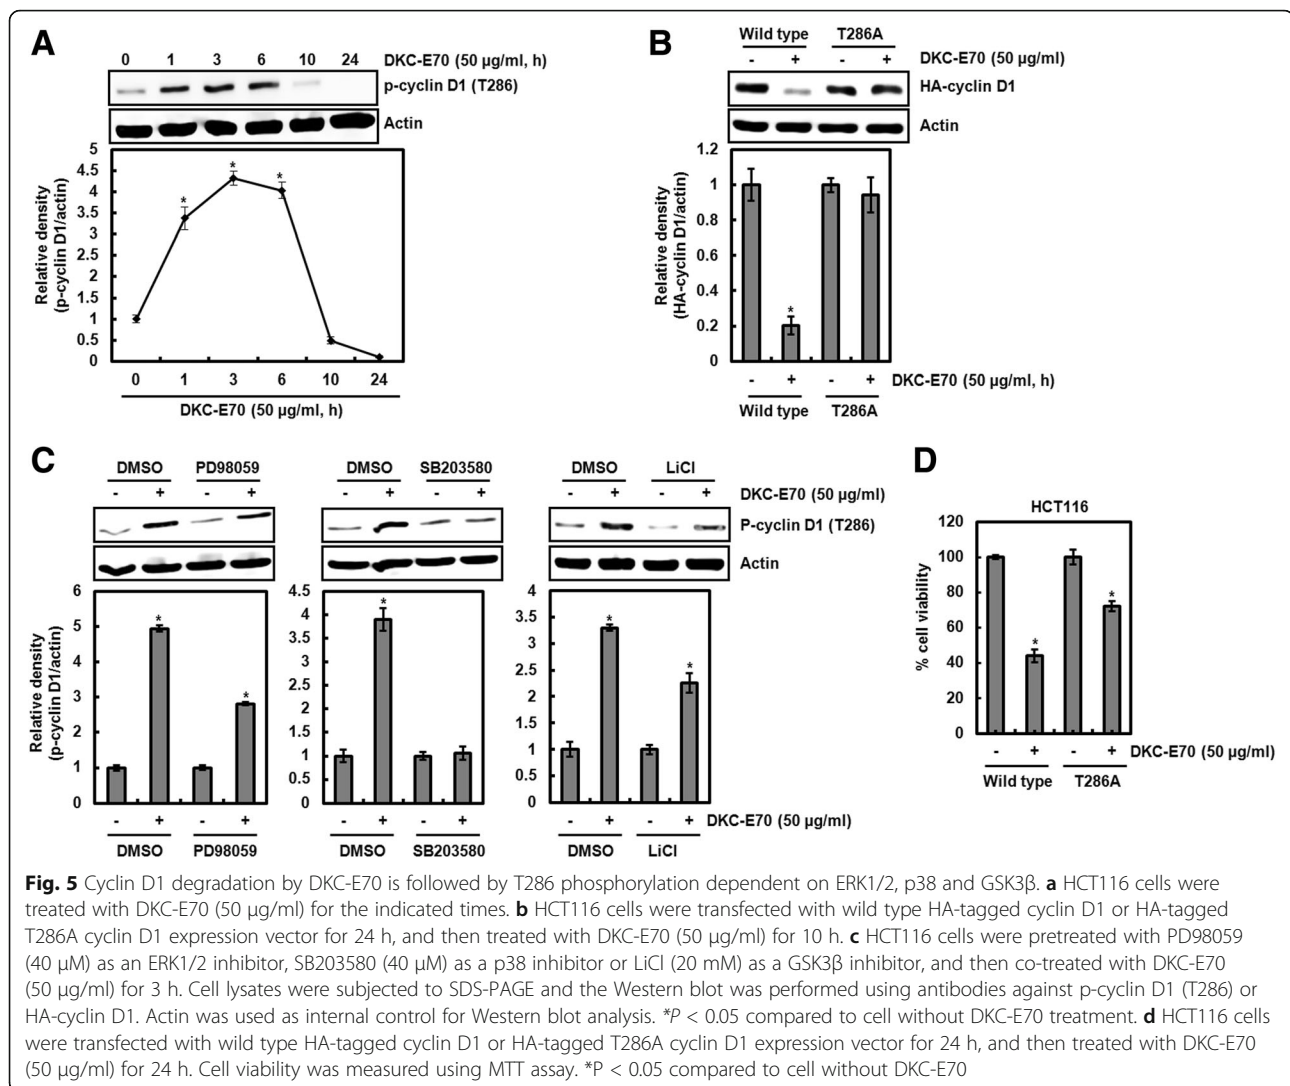 A
0 1 3 6 10 24 DKC-E70 (50 µg/ml, h)
p-cyclin D1 (T286)
Actin
Relative density
(p-cyclin D1/actin)
5
4.5
4
3.5
3
2.5
2
1.5
1
0.5
0
* * *
0 1 3 6 10 24
DKC-E70 (50 µg/ml, h)
B
Wild type T286A
- + - + DKC-E70 (50 µg/ml)
HA-cyclin D1
Actin
Relative density
(HA-cyclin D1/actin)
1.2
1
0.8
0.6
0.4
0.2
0
*
- + - + DKC-E70 (50 µg/ml, h)
Wild type T286A
C
DMSO PD98059 DMSO SB203580 DMSO LiCl
- + - + - + - + - + - + DKC-E70 (50 µg/ml)
P-cyclin D1 (T286)
Actin
Relative density
(p-cyclin D1/actin)
6
5
4
3
2
1
0
* *
4.5
4
3.5
3
2.5
2
1.5
1
0.5
0
*
4
3.5
3
2.5
2
1.5
1
0.5
0
* *
- + - + - + - + - + - + DKC-E70 (50 µg/ml)
DMSO PD98059 DMSO SB203580 DMSO LiCl
D
HCT116
% cell viability
120
100
80
60
40
20
0
* *
- + - + DKC-E70 (50 µg/ml)
Wild type T286A
Fig. 5 Cyclin D1 degradation by DKC-E70 is followed by T286 phosphorylation dependent on ERK1/2, p38 and GSK3β. a HCT116 cells were
treated with DKC-E70 (50 µg/ml) for the indicated times. b HCT116 cells were transfected with wild type HA-tagged cyclin D1 or HA-tagged
T286A cyclin D1 expression vector for 24 h, and then treated with DKC-E70 (50 µg/ml) for 10 h. c HCT116 cells were pretreated with PD98059
(40 µM) as an ERK1/2 inhibitor, SB203580 (40 µM) as a p38 inhibitor or LiCl (20 mM) as a GSK3β inhibitor, and then co-treated with DKC-E70
(50 µg/ml) for 3 h. Cell lysates were subjected to SDS-PAGE and the Western blot was performed using antibodies against p-cyclin D1 (T286) or
HA-cyclin D1. Actin was used as internal control for Western blot analysis. *P < 0.05 compared to cell without DKC-E70 treatment. d HCT116 cells
were transfected with wild type HA-tagged cyclin D1 or HA-tagged T286A cyclin D1 expression vector for 24 h, and then treated with DKC-E70
(50 µg/ml) for 24 h. Cell viability was measured using MTT assay. *P < 0.05 compared to cell without DKC-E70